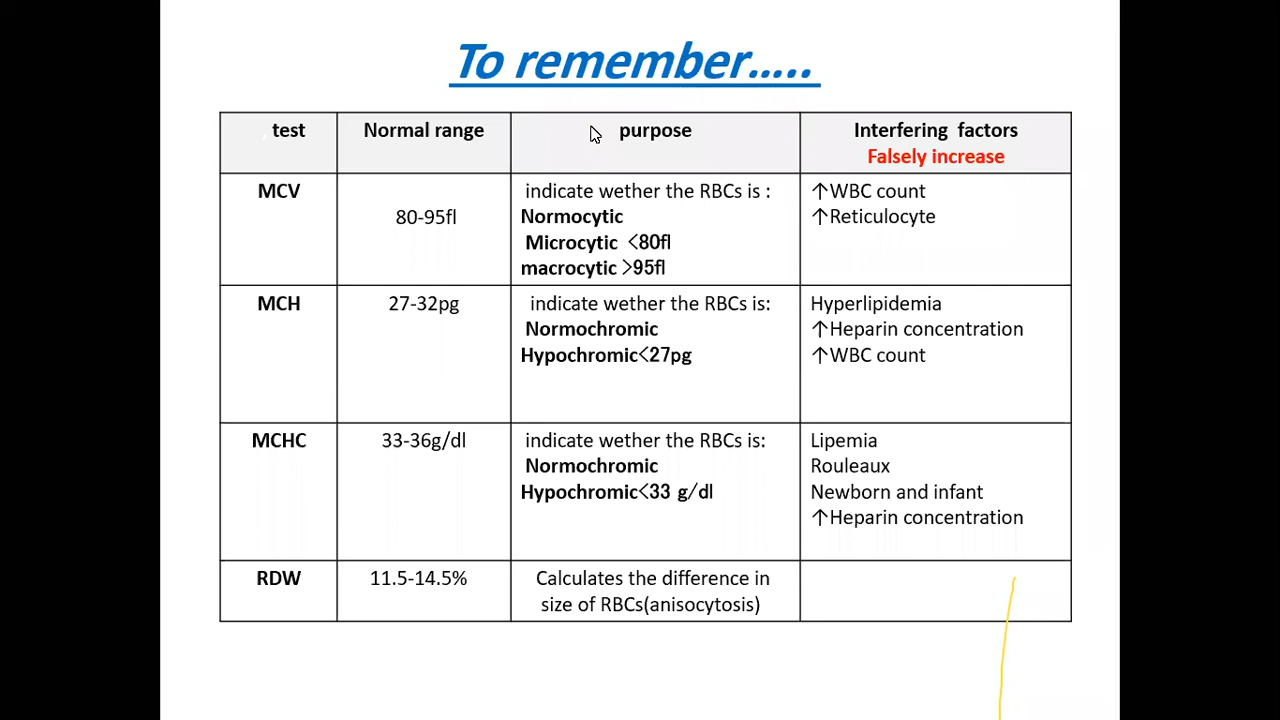 To remember…..
test
Normal range
purpose
Interfering factors
Falsely increase
MCV
80-95fl
indicate wether the RBCs is :
Normocytic
Microcytic <80fl
macrocytic >95fl
↑WBC count
↑Reticulocyte
MCH
27-32pg
indicate wether the RBCs is:
Normochromic
Hypochromic<27pg
Hyperlipidemia
↑Heparin concentration
↑WBC count
MCHC
33-36g/dl
indicate wether the RBCs is:
Normochromic
Hypochromic<33 g/dl
Lipemia
Rouleaux
Newborn and infant
↑Heparin concentration
RDW
11.5-14.5%
Calculates the difference in
size of RBCs(anisocytosis)